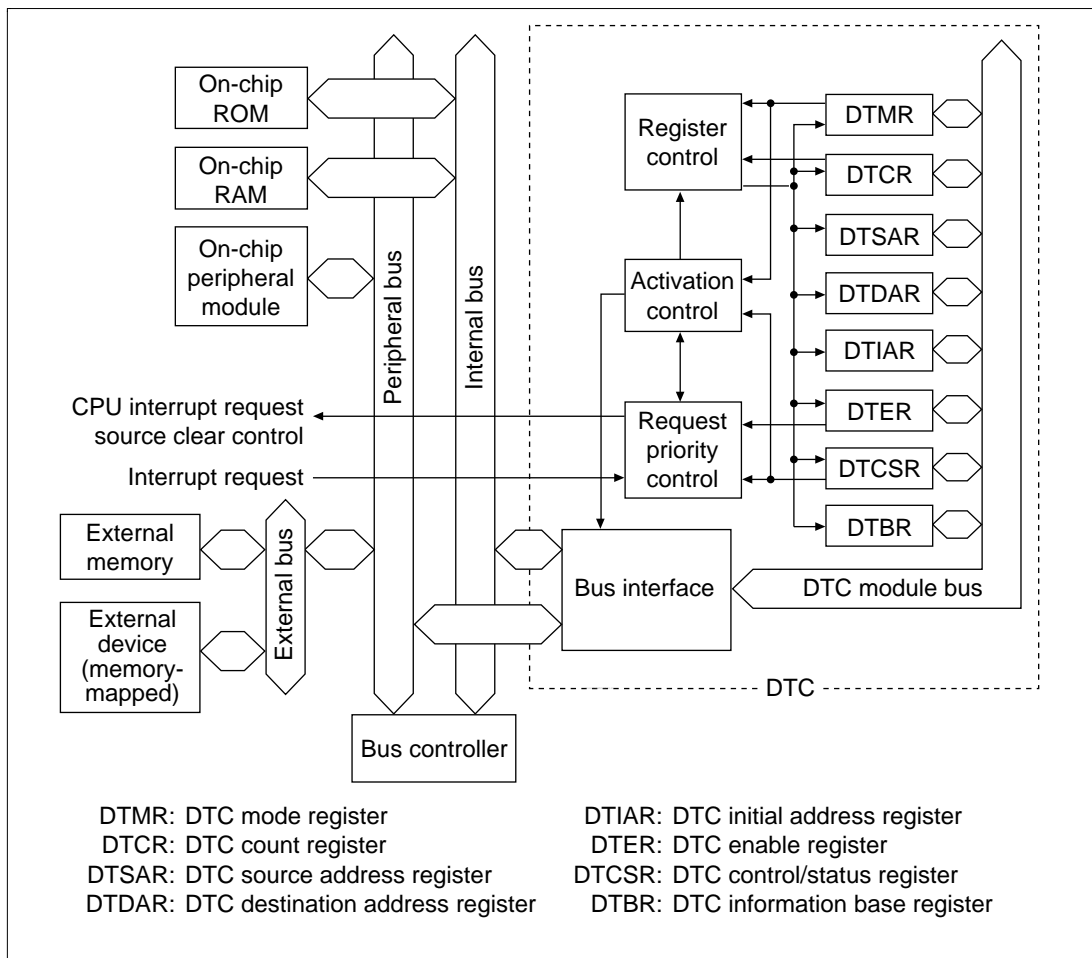 On-chip
ROM
On-chip
RAM
On-chip
peripheral
module
Peripheral bus
Internal bus
CPU interrupt request
source clear control
Interrupt request
External
memory
External
device
(memory-
mapped)
External bus
Bus controller
Register
control
Activation
control
Request
priority
control
Bus interface
DTMR
DTCR
DTSAR
DTDAR
DTIAR
DTER
DTCSR
DTBR
DTC module bus
DTC
DTMR: DTC mode register
DTCR: DTC count register
DTSAR: DTC source address register
DTDAR: DTC destination address register
DTIAR: DTC initial address register
DTER: DTC enable register
DTCSR: DTC control/status register
DTBR: DTC information base register